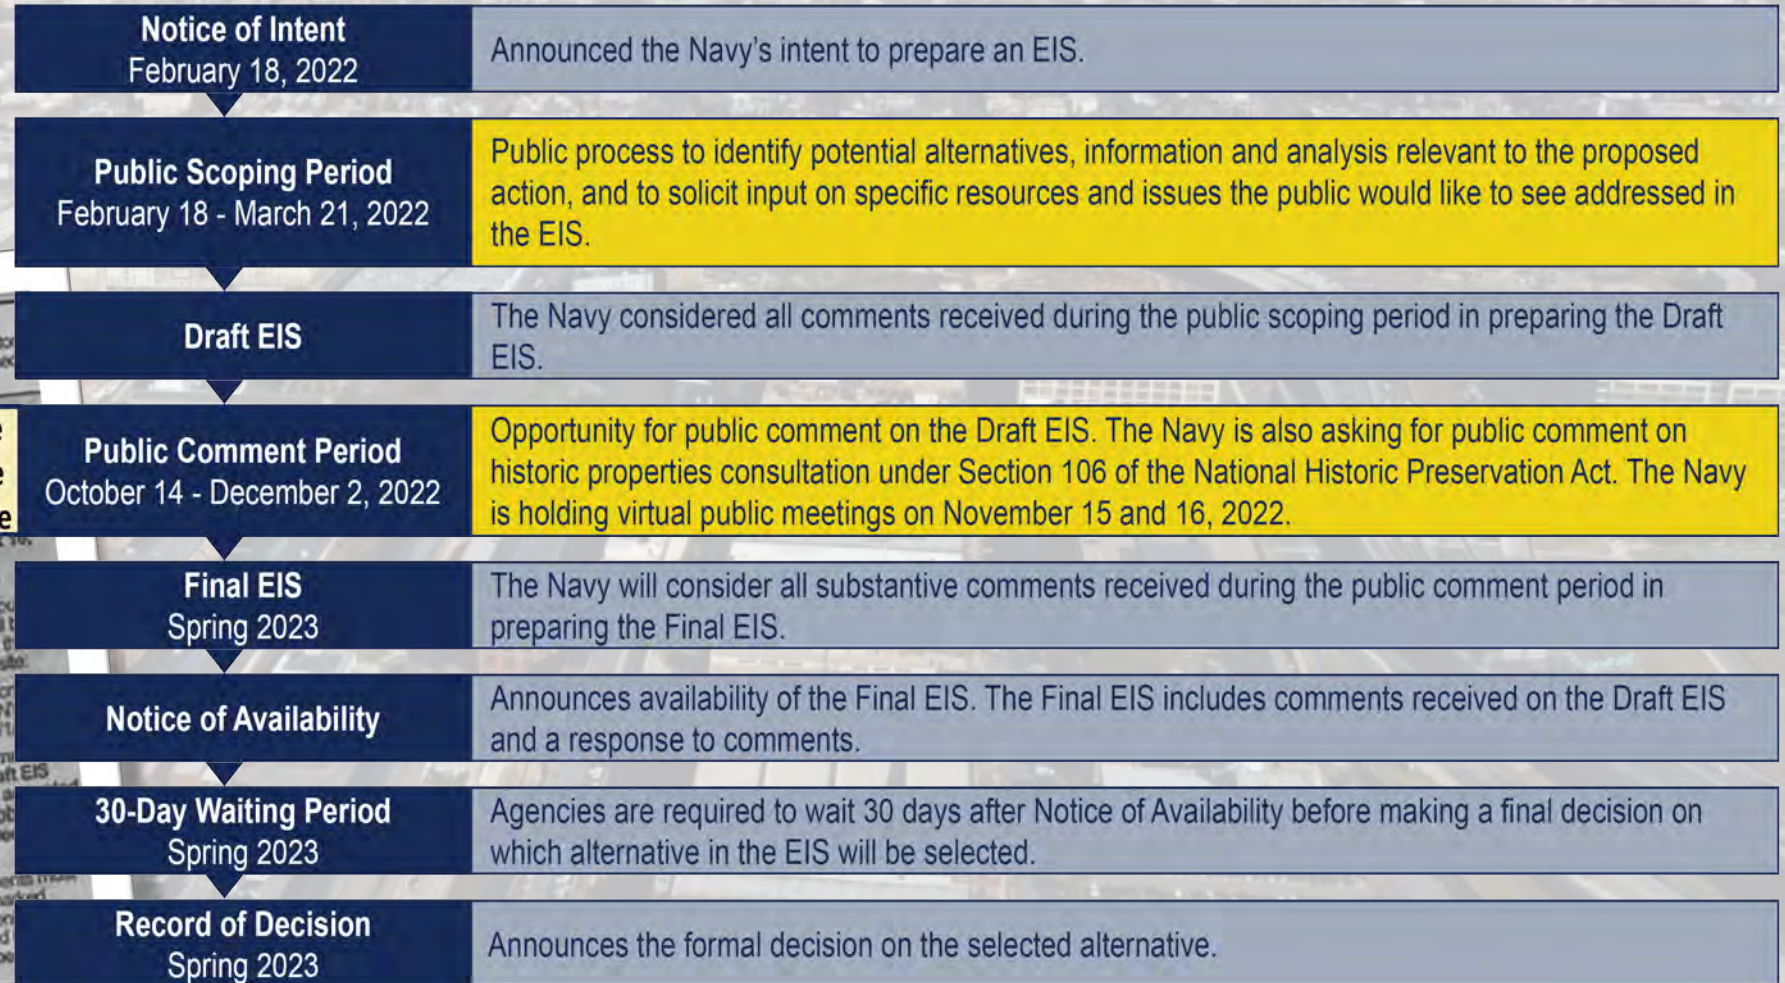 Notice of Intent
February 18, 2022
Announced the Navy’s intent to prepare an EIS.
Public Scoping Period
February 18 - March 21, 2022
Public process to identify potential alternatives, information and analysis relevant to the proposed
action, and to solicit input on specific resources and issues the public would like to see addressed in
the EIS.
Draft EIS
The Navy considered all comments received during the public scoping period in preparing the Draft
EIS.
Public Comment Period
October 14 - December 2, 2022
Opportunity for public comment on the Draft EIS. The Navy is also asking for public comment on
historic properties consultation under Section 106 of the National Historic Preservation Act. The Navy
is holding virtual public meetings on November 15 and 16, 2022.
Final EIS
Spring 2023
The Navy will consider all substantive comments received during the public comment period in
preparing the Final EIS.
Notice of Availability
Announces availability of the Final EIS. The Final EIS includes comments received on the Draft EIS
and a response to comments.
30-Day Waiting Period
Spring 2023
Agencies are required to wait 30 days after Notice of Availability before making a final decision on
which alternative in the EIS will be selected.
Record of Decision
Spring 2023
Announces the formal decision on the selected alternative.